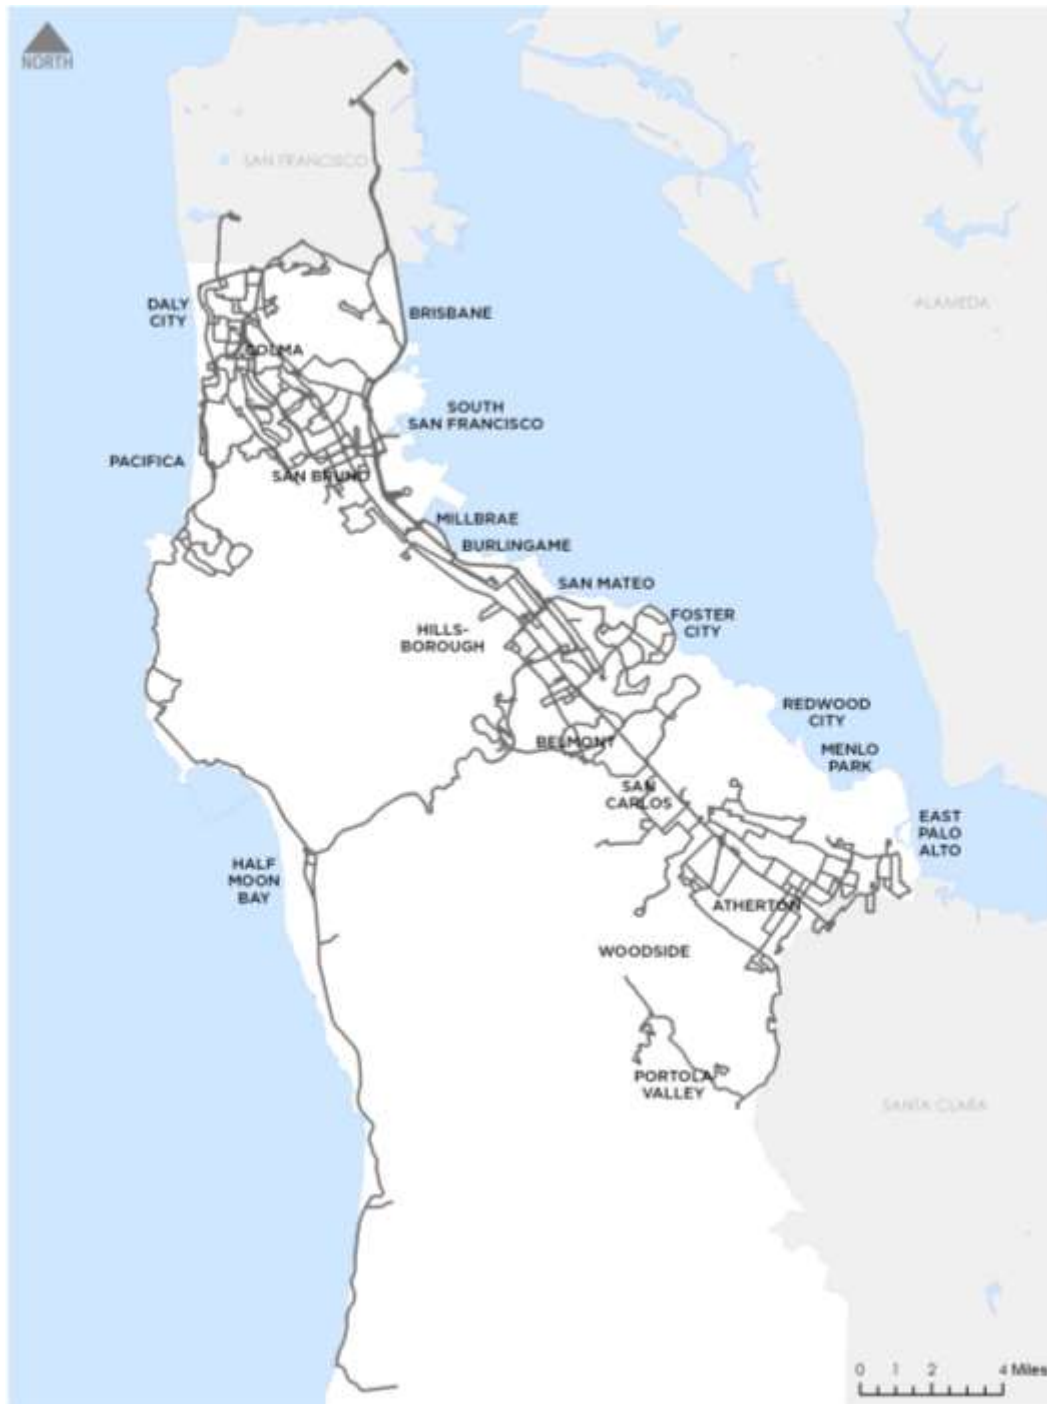 NORTH
SAN FRANCISCO
ALAMEDA
DALY
CITY
BRISBANE
COLMA
SOUTH
SAN FRANCISCO
PACIFICA
SAN BRUNO
MILLBRAE
BURLINGAME
SAN MATEO
HILLS-
BOROUGH
FOSTER
CITY
REDWOOD
CITY
BELMONT
MENLO
PARK
SAN
CARLOS
EAST
PALO
ALTO
HALF
MOON
BAY
ATHERTON
WOODSIDE
PORTOLA
VALLEY
SANTA CLARA
0 1 2 4 Miles